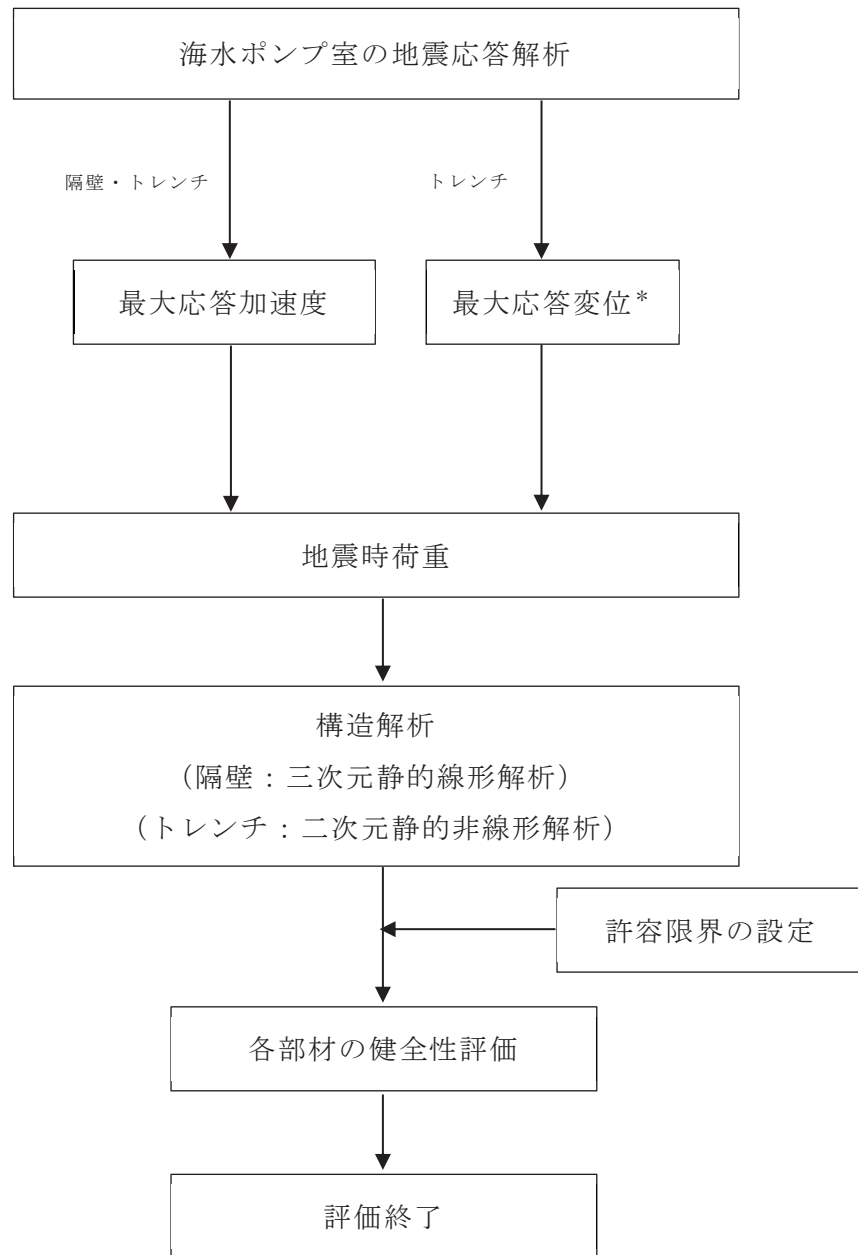 海水ポンプ室の地震応答解析
隔壁・トレンチ
トレンチ
最大応答加速度
最大応答変位*
地震時荷重
構造解析
（隔壁：三次元静的線形解析）
（トレンチ：二次元静的非線形解析）
許容限界の設定
各部材の健全性評価
評価終了